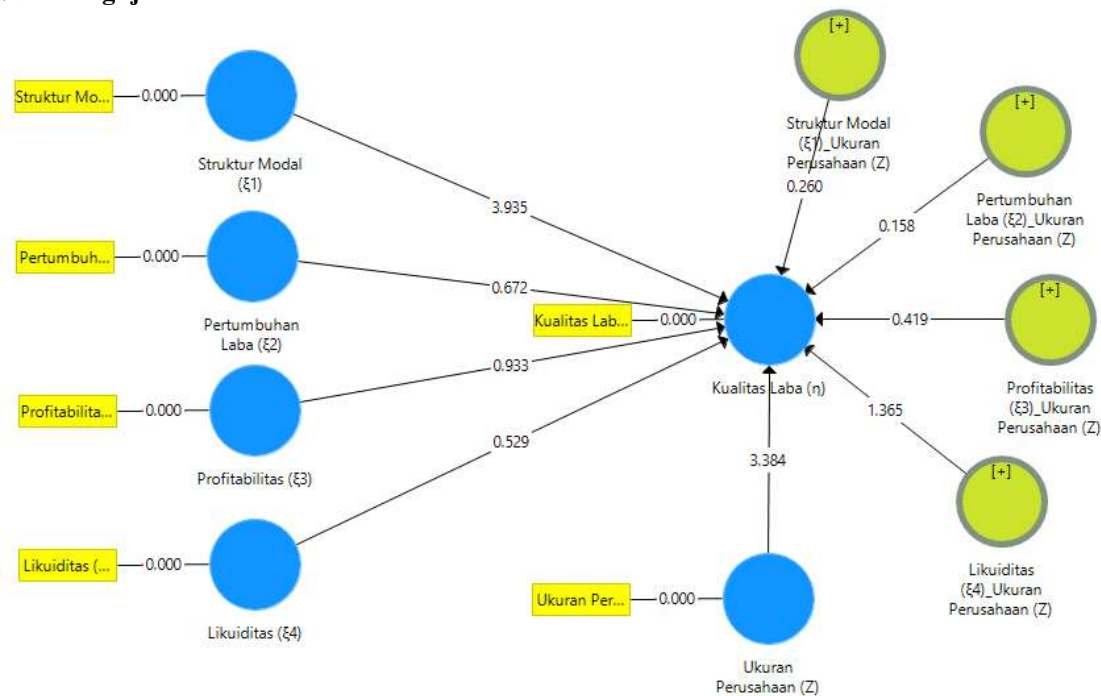 Struktur Mo...
0.000
Struktur Modal
(ξ1)
3.935
Pertumbuh...
0.000
Pertumbuhan
Laba (ξ2)
0.672
Profitabilita...
0.000
Profitabilitas (ξ3)
0.933
Likuiditas (...
0.000
Likuiditas (ξ4)
0.529
Kualitas Lab...
0.000
Kualitas Laba (η)
Ukuran Per...
0.000
Ukuran
Perusahaan (Z)
3.384
[+]
Struktur Modal
(ξ1)_Ukuran
Perusahaan (Z)
0.260
[+]
Pertumbuhan
Laba (ξ2)_Ukuran
Perusahaan (Z)
0.158
[+]
Profitabilitas
(ξ3)_Ukuran
Perusahaan (Z)
0.419
[+]
Likuiditas
(ξ4)_Ukuran
Perusahaan (Z)
1.365